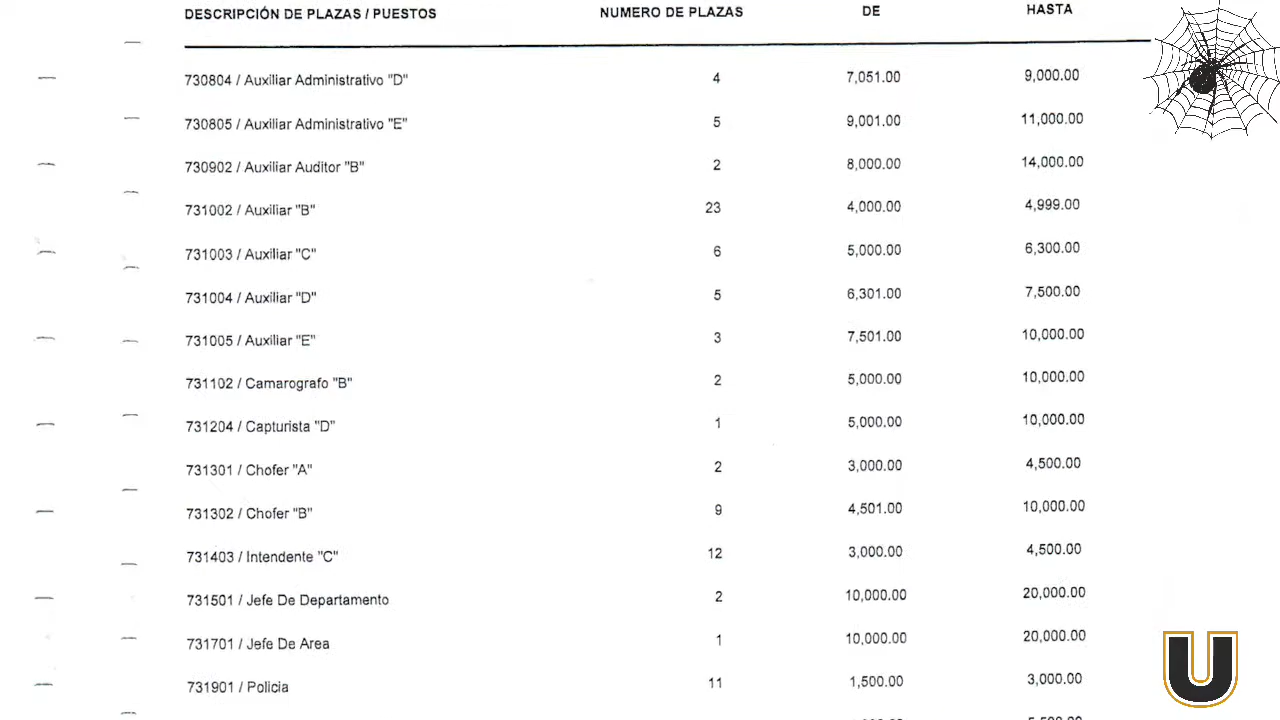 DESCRIPCIÓN DE PLAZAS / PUESTOS NUMERO DE PLAZAS DE HASTA
730804 / Auxiliar Administrativo "D" 4 7,051.00 9,000.00
730805 / Auxiliar Administrativo "E" 5 9,001.00 11,000.00
730902 / Auxiliar Auditor "B" 2 8,000.00 14,000.00
731002 / Auxiliar "B" 23 4,000.00 4,999.00
731003 / Auxiliar "C" 6 5,000.00 6,300.00
731004 / Auxiliar "D" 5 6,301.00 7,500.00
731005 / Auxiliar "E" 3 7,501.00 10,000.00
731102 / Camarografo "B" 2 5,000.00 10,000.00
731204 / Capturista "D" 1 5,000.00 10,000.00
731301 / Chofer "A" 2 3,000.00 4,500.00
731302 / Chofer "B" 9 4,501.00 10,000.00
731403 / Intendente "C" 12 3,000.00 4,500.00
731501 / Jefe De Departamento 2 10,000.00 20,000.00
731701 / Jefe De Area 1 10,000.00 20,000.00
731901 / Policia 11 1,500.00 3,000.00
U